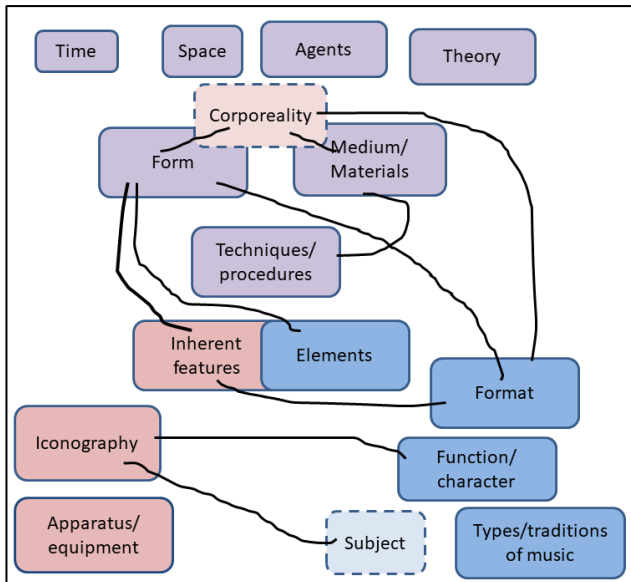 Time
Space
Agents
Theory
Corporeality
Form
Medium/
Materials
Techniques/
procedures
Inherent
features
Elements
Format
Iconography
Function/
character
Apparatus/
equipment
Subject
Types/traditions
of music